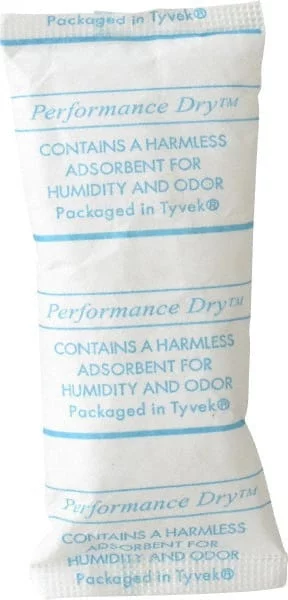 Packaged in Tyvek®
Performance Dry™
CONTAINS A HARMLESS
ADSORBENT FOR
HUMIDITY AND ODOR
Packaged in Tyvek®
Performance Dry™
CONTAINS A HARMLESS
ADSORBENT FOR
HUMIDITY AND ODOR
Packaged in Tyvek®
Performance Dry™
CONTAINS A HARMLESS
ADSORBENT FOR
HUMIDITY AND ODOR
Packaged in Tyvek®